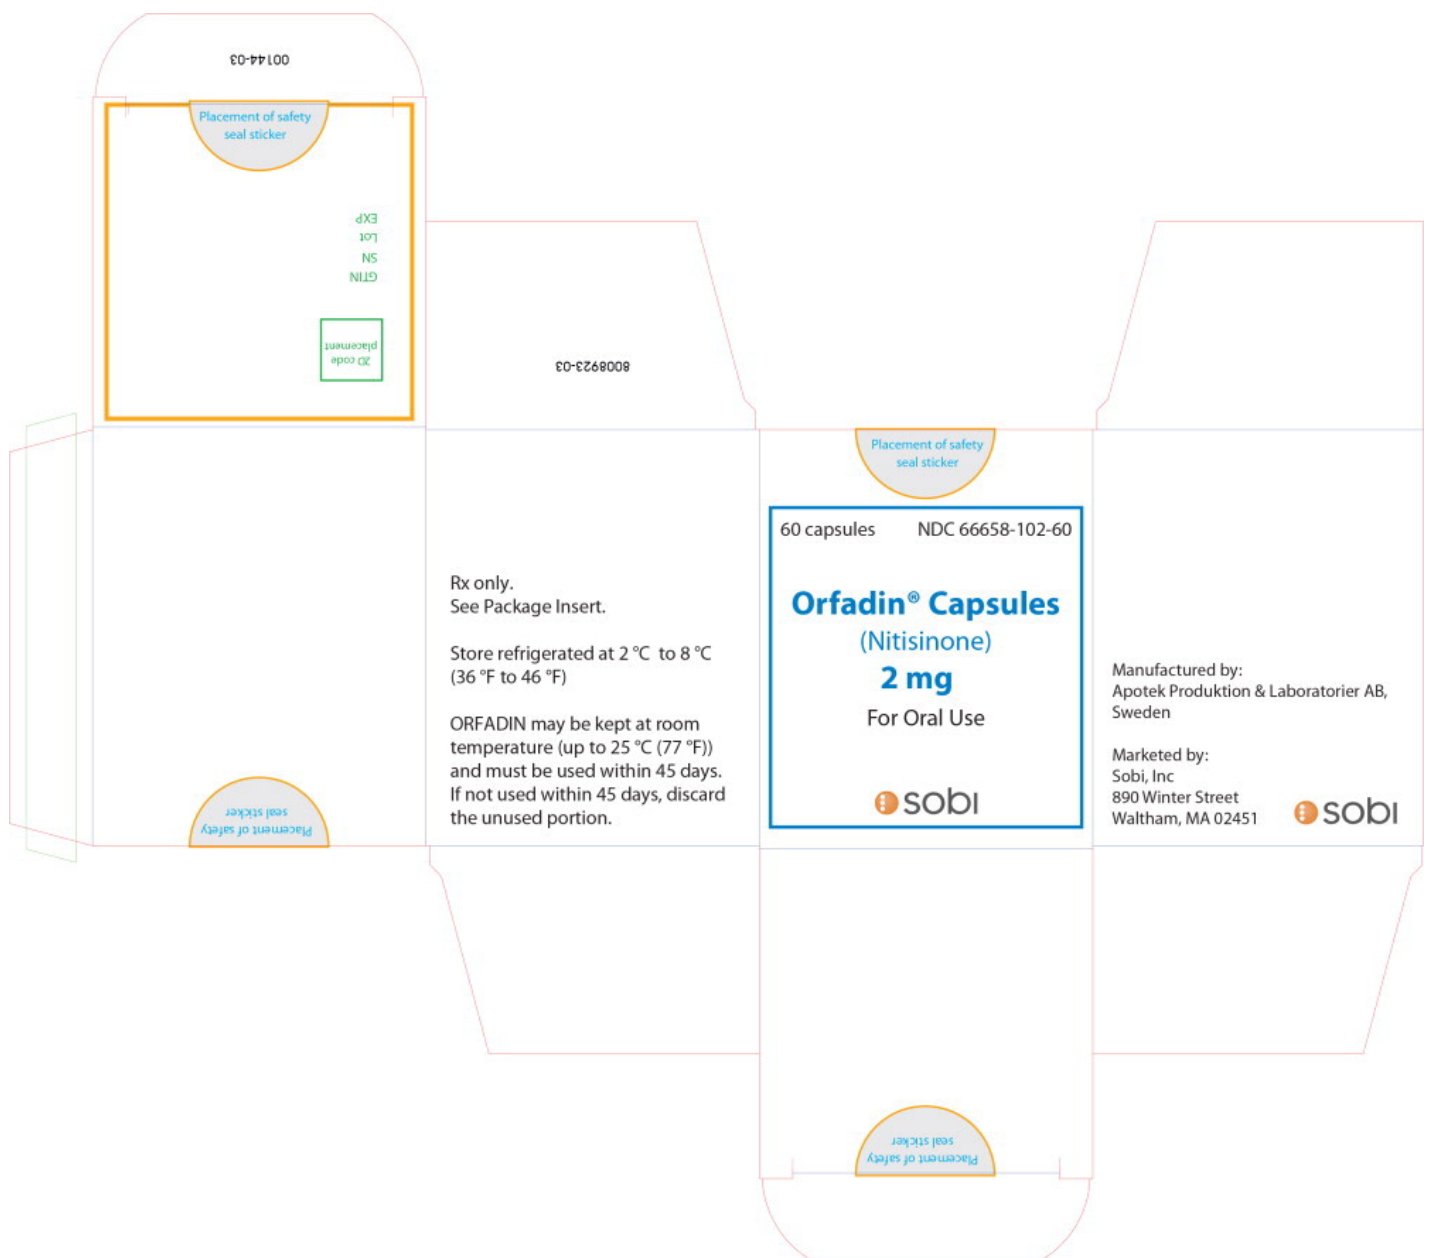 00144-03
Placement of safety
seal sticker
EXP
Lot
SN
GTIN
2D code
placement
8008923-03
Placement of safety
seal sticker
Rx only.
See Package Insert.
Store refrigerated at 2 °C to 8 °C
(36 °F to 46 °F)
ORFADIN may be kept at room
temperature (up to 25 °C (77 °F))
and must be used within 45 days.
If not used within 45 days, discard
the unused portion.
60 capsules NDC 66658-102-60
Orfadin® Capsules
(Nitisinone)
2 mg
For Oral Use
sobi
Manufactured by:
Apotek Produktion & Laboratorier AB,
Sweden
Marketed by:
Sobi, Inc
890 Winter Street
Waltham, MA 02451
sobi
Placement of safety
seal sticker
Placement of safety
seal sticker